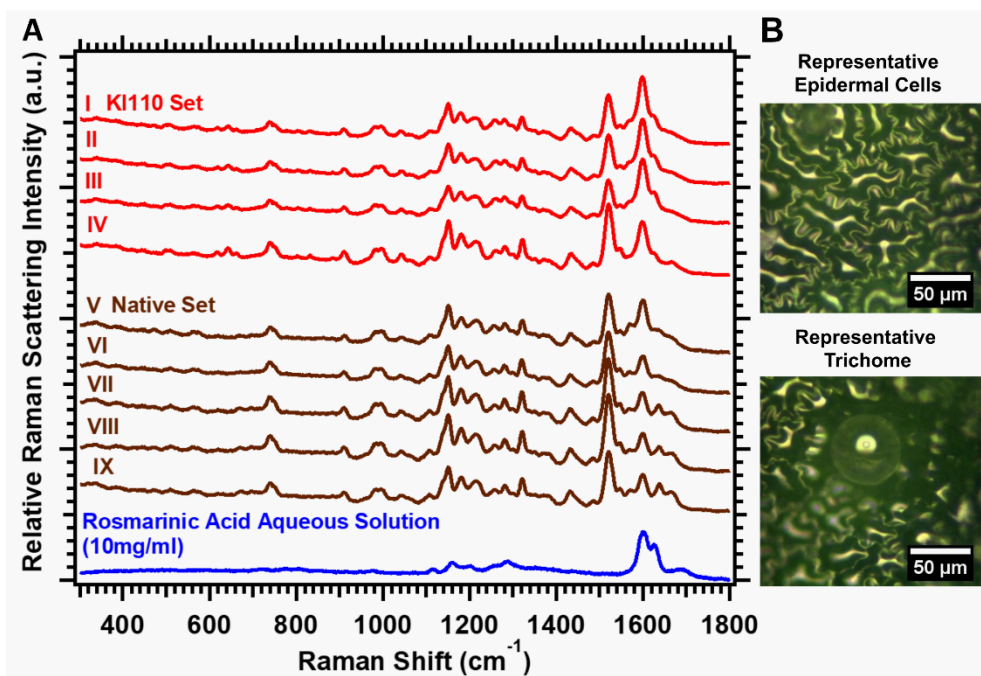 A
Relative Raman Scattering Intensity (a.u.)
I KI110 Set
II
III
IV
V Native Set
VI
VII
VIII
IX
Rosmarinic Acid Aqueous Solution
(10mg/ml)
400 600 800 1000 1200 1400 1600 1800
Raman Shift (cm⁻¹)
B
Representative
Epidermal Cells
50 µm
Representative
Trichome
50 µm